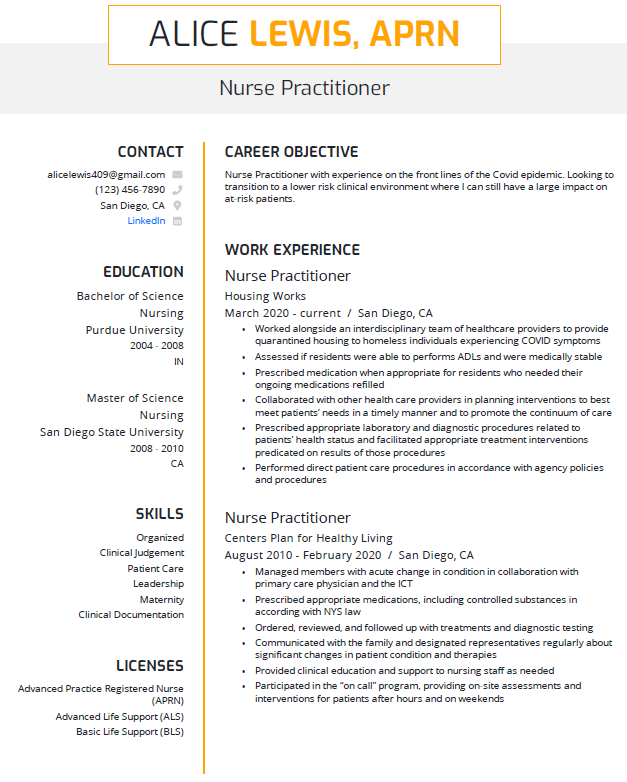 ALICE LEWIS, APRN
Nurse Practitioner
CONTACT
alicelewis409@gmail.com
(123) 456-7890
San Diego, CA
LinkedIn
EDUCATION
Bachelor of Science
Nursing
Purdue University
2004 - 2008
IN
Master of Science
Nursing
San Diego State University
2008 - 2010
CA
SKILLS
Organized
Clinical Judgement
Patient Care
Leadership
Maternity
Clinical Documentation
LICENSES
Advanced Practice Registered Nurse
(APRN)
Advanced Life Support (ALS)
Basic Life Support (BLS)
CAREER OBJECTIVE
Nurse Practitioner with experience on the front lines of the Covid epidemic. Looking to
transition to a lower risk clinical environment where I can still have a large impact on
at-risk patients.
WORK EXPERIENCE
Nurse Practitioner
Housing Works
March 2020 - current / San Diego, CA
• Worked alongside an interdisciplinary team of healthcare providers to provide
quarantined housing to homeless individuals experiencing COVID symptoms
• Assessed if residents were able to performs ADLs and were medically stable
• Prescribed medication when appropriate for residents who needed their
ongoing medications refilled
• Collaborated with other health care providers in planning interventions to best
meet patients' needs in a timely manner and to promote the continuum of care
• Prescribed appropriate laboratory and diagnostic procedures related to
patients' health status and facilitated appropriate treatment interventions
predicated on results of those procedures
• Performed direct patient care procedures in accordance with agency policies
and procedures
Nurse Practitioner
Centers Plan for Healthy Living
August 2010 - February 2020 / San Diego, CA
• Managed members with acute change in condition in collaboration with
primary care physician and the ICT
• Prescribed appropriate medications, including controlled substances in
according with NYS law
• Ordered, reviewed, and followed up with treatments and diagnostic testing
• Communicated with the family and designated representatives regularly about
significant changes in patient condition and therapies
• Provided clinical education and support to nursing staff as needed
• Participated in the "on call" program, providing on-site assessments and
interventions for patients after hours and on weekends